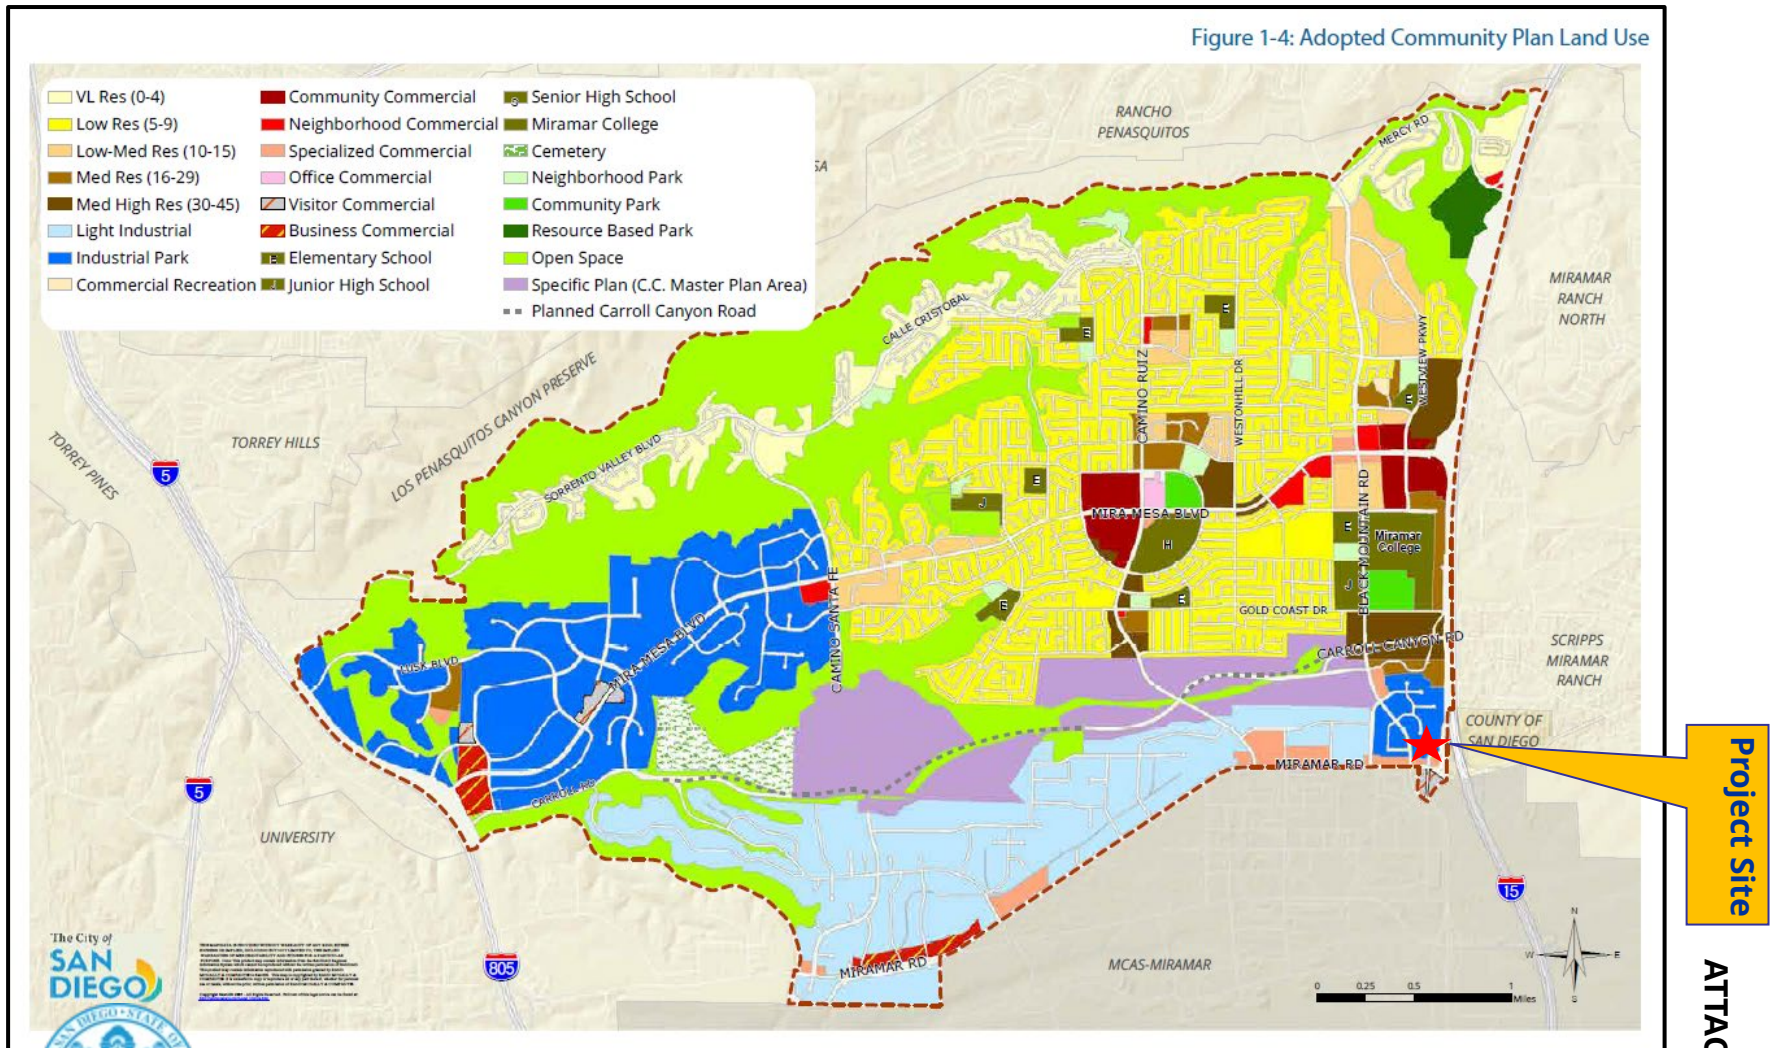 Figure 1-4: Adopted Community Plan Land Use
VL Res (0-4)
Low Res (5-9)
Low-Med Res (10-15)
Med Res (16-29)
Med High Res (30-45)
Light Industrial
Industrial Park
Commercial Recreation
Community Commercial
Neighborhood Commercial
Specialized Commercial
Office Commercial
Visitor Commercial
Business Commercial
E Elementary School
J Junior High School
S Senior High School
Miramar College
Cemetery
Neighborhood Park
Community Park
Resource Based Park
Open Space
Specific Plan (C.C. Master Plan Area)
Planned Carroll Canyon Road
RANCHO
PENASQUITOS
SA
MERCY RD
MIRAMAR
RANCH
NORTH
CALLE CRISTOBAL
CAMINO RUIZ
WESTONHILL DR
WESTVIEW PKWY
E
E
E
LOS PENASQUITOS CANYON PRESERVE
TORREY HILLS
TORREY PINES
5
SORRENTO VALLEY BLVD
E
J
MIRA MESA BLVD
H
BLACK MOUNTAIN RD
E
Miramar
College
J
CAMINO SANTA FE
E
E
GOLD COAST DR
CARROLL CANYON RD
SCRIPPS
MIRAMAR
RANCH
LUSK BLVD
MIRA MESA BLVD
COUNTY OF
SAN DIEGO
MIRAMAR RD
Project Site
5
CARROLL RD
UNIVERSITY
15
The City of
SAN
DIEGO
805
MIRAMAR RD
MCAS-MIRAMAR
N
W
E
S
0 0.25 0.5 1
Miles
SAN DIEGO • STATE OF
ATTAC